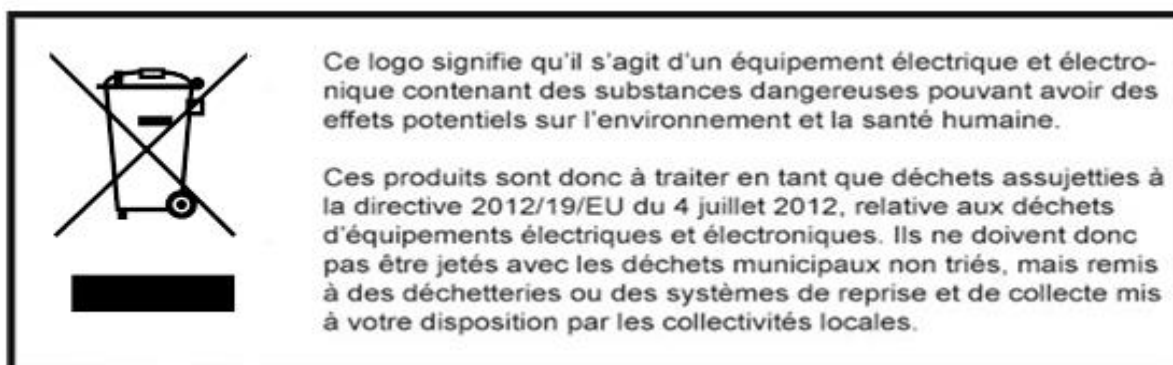 Ce logo signifie qu'il s'agit d'un équipement électrique et électro-
nique contenant des substances dangereuses pouvant avoir des
effets potentiels sur l'environnement et la santé humaine.
Ces produits sont donc à traiter en tant que déchets assujetties à
la directive 2012/19/EU du 4 juillet 2012, relative aux déchets
d'équipements électriques et électroniques. Ils ne doivent donc
pas être jetés avec les déchets municipaux non triés, mais remis
à des déchetteries ou des systèmes de reprise et de collecte mis
à votre disposition par les collectivités locales.